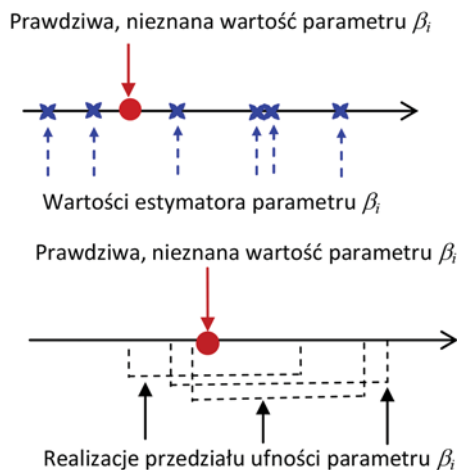 Prawdziwa, nieznana wartość parametru βi
Wartości estymatora parametru βi
Prawdziwa, nieznana wartość parametru βi
Realizacje przedziału ufności parametru βi